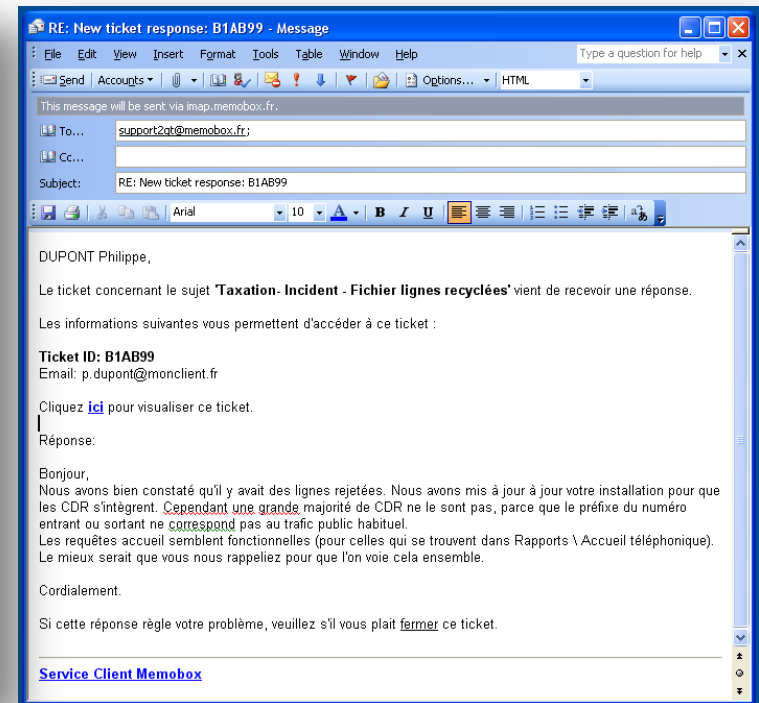 RE: New ticket response: B1AB99 - Message
File Edit View Insert Format Tools Table Window Help Type a question for help
Send Accounts Options... HTML
This message will be sent via imap.memobox.fr.
To... support2gt@memobox.fr;
Cc...
Subject: RE: New ticket response: B1AB99
Arial 10 A B I U
DUPONT Philippe,
Le ticket concernant le sujet 'Taxation- Incident - Fichier lignes recyclées' vient de recevoir une réponse.
Les informations suivantes vous permettent d'accéder à ce ticket :
Ticket ID: B1AB99
Email: p.dupont@monclient.fr
Cliquez ici pour visualiser ce ticket.
Réponse:
Bonjour,
Nous avons bien constaté qu'il y avait des lignes rejetées. Nous avons mis à jour à jour votre installation pour que
les CDR s'intègrent. Cependant une grande majorité de CDR ne le sont pas, parce que le préfixe du numéro
entrant ou sortant ne correspond pas au trafic public habituel.
Les requêtes accueil semblent fonctionnelles (pour celles qui se trouvent dans Rapports \ Accueil téléphonique).
Le mieux serait que vous nous rappeliez pour que l'on voie cela ensemble.
Cordialement.
Si cette réponse règle votre problème, veuillez s'il vous plait fermer ce ticket.
Service Client Memobox